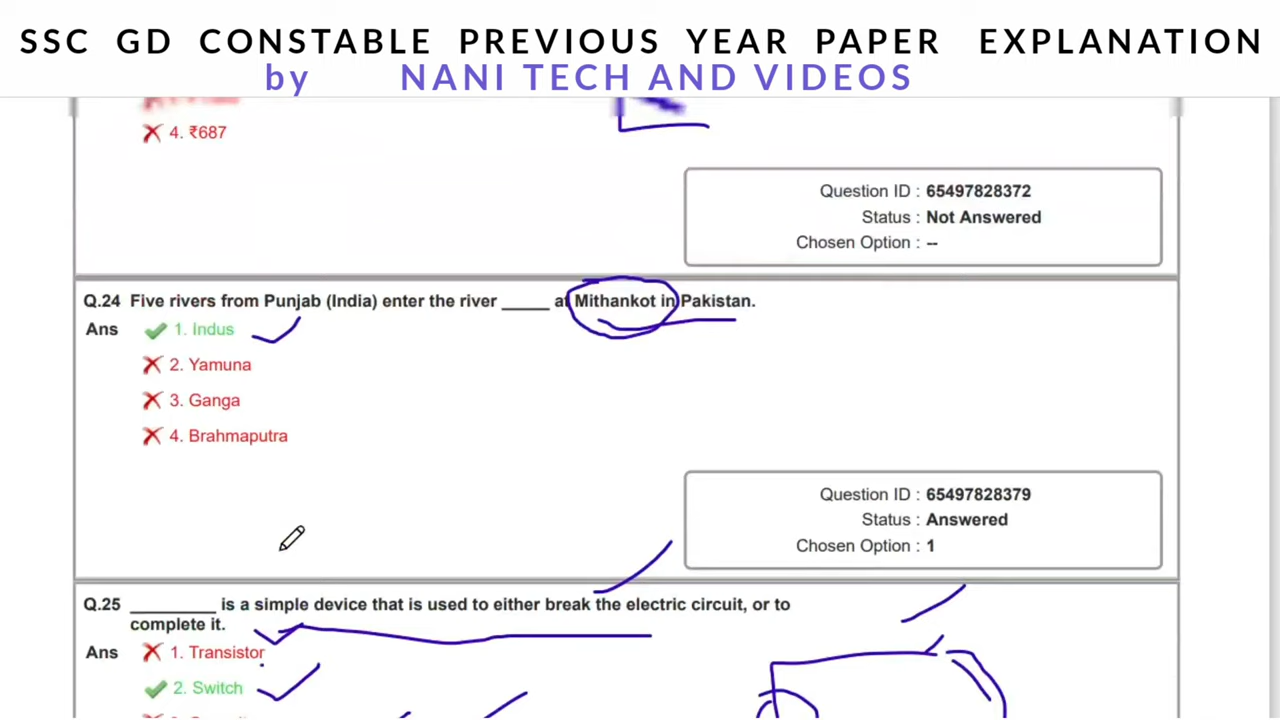 SSC GD CONSTABLE PREVIOUS YEAR PAPER EXPLANATION
by NANI TECH AND VIDEOS
4. ₹687
Question ID : 65497828372
Status : Not Answered
Chosen Option : --
Q.24 Five rivers from Punjab (India) enter the river _____ at Mithankot in Pakistan.
Ans 1. Indus
2. Yamuna
3. Ganga
4. Brahmaputra
Question ID : 65497828379
Status : Answered
Chosen Option : 1
Q.25 _________ is a simple device that is used to either break the electric circuit, or to
complete it.
Ans 1. Transistor
2. Switch